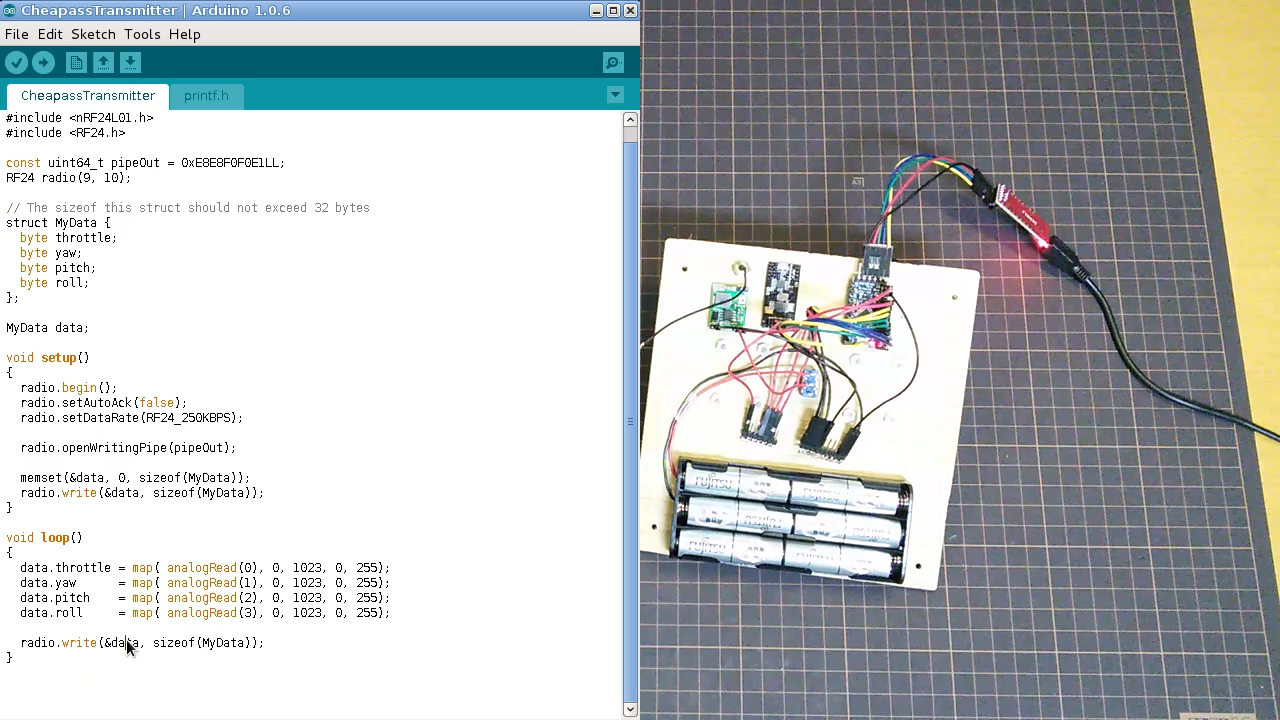 CheapassTransmitter | Arduino 1.0.6
File Edit Sketch Tools Help
CheapassTransmitter printf.h
#include <nRF24L01.h>
#include <RF24.h>
const uint64_t pipeOut = 0xE8E8F0F0E1LL;
RF24 radio(9, 10);
// The sizeof this struct should not exceed 32 bytes
struct MyData {
byte throttle;
byte yaw;
byte pitch;
byte roll;
};
void setup()
{
radio.begin();
radio.setAutoAck(false);
radio.setDataRate(RF24_250KBPS);
radio.openWritingPipe(pipeOut);
memset(&data, 0, sizeof(MyData));
radio.write(&data, sizeof(MyData));
}
void loop()
{
= map( analogRead(0), 0, 1023, 0, 255);
data = map( analogRead(1), 0, 1023, 0, 255);
data.pitch = map( analogRead(2), 0, 1023, 0, 255);
data.roll = map( analogRead(3), 0, 1023, 0, 255);
radio.write(&data, sizeof(MyData));
}
A3
FUJITSU
FUJITSU
FUJITSU
FUJITSU